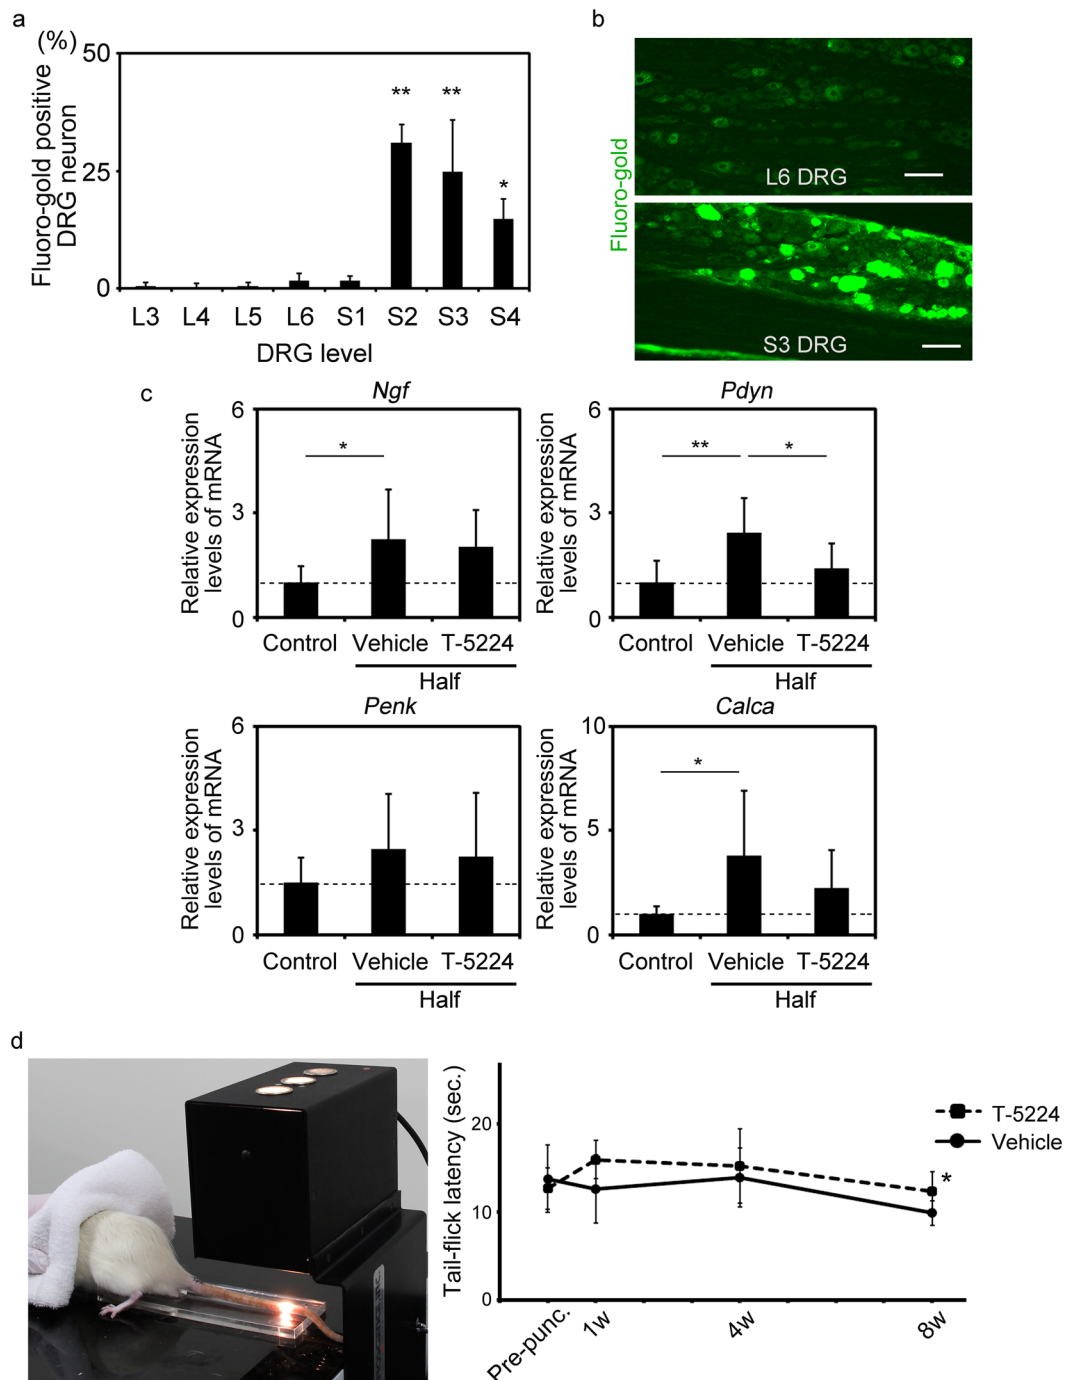 a
(%)
Fluoro-gold positive
DRG neuron
50
25
0
**
**
*
L3 L4 L5 L6 S1 S2 S3 S4
DRG level
b
Fluoro-gold
L6 DRG
S3 DRG
c
Ngf
Relative expression
levels of mRNA
6
3
0
*
Control Vehicle T-5224
Half
Pdyn
Relative expression
levels of mRNA
6
3
0
**
*
Control Vehicle T-5224
Half
Penk
Relative expression
levels of mRNA
6
3
0
Control Vehicle T-5224
Half
Calca
Relative expression
levels of mRNA
10
5
0
*
Control Vehicle T-5224
Half
d
Tail-flick latency (sec.)
20
10
0
T-5224
Vehicle
*
Pre-punc. 1w 4w 8w